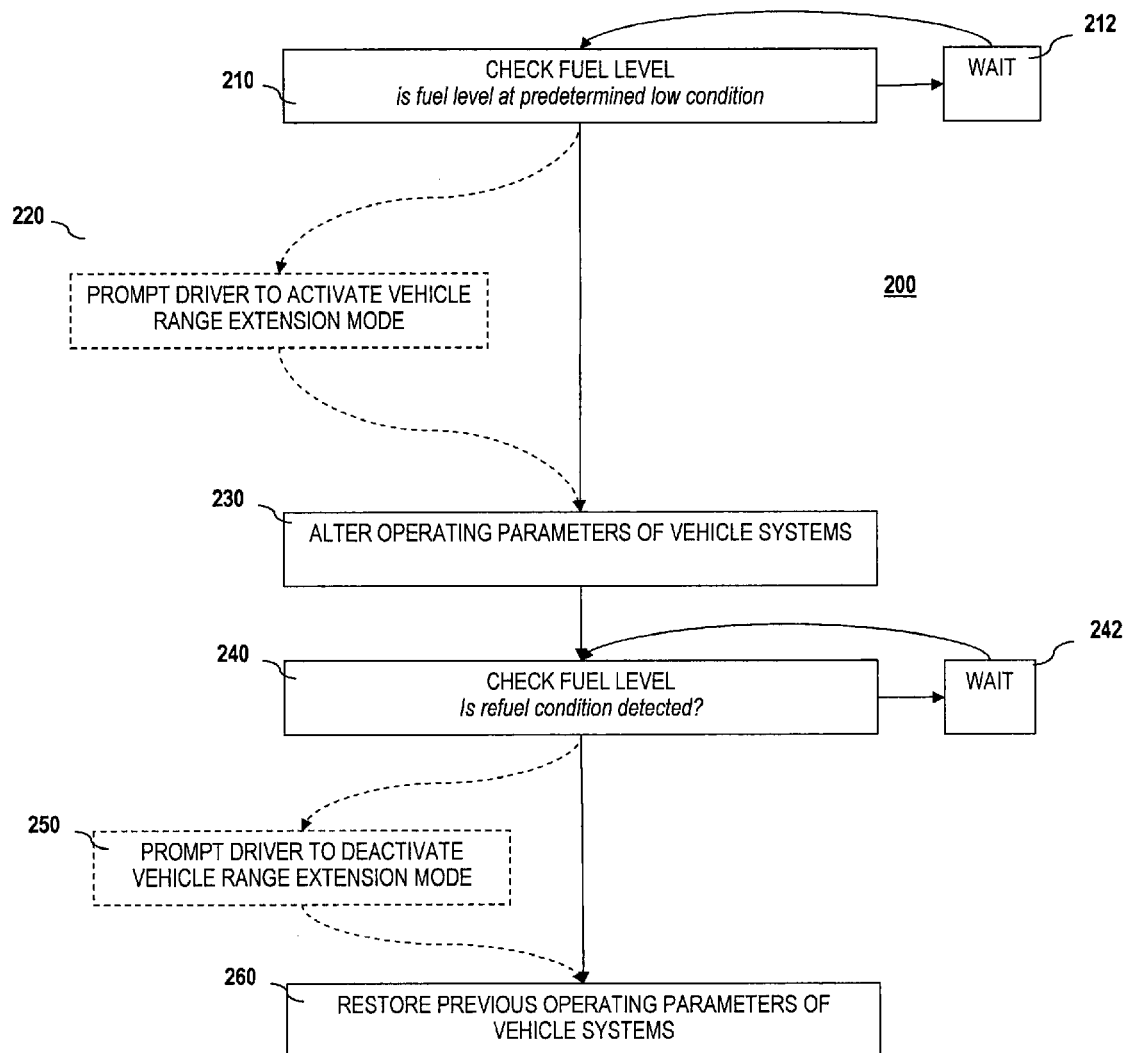 212
CHECK FUEL LEVEL
is fuel level at predetermined low condition
WAIT
210
220
PROMPT DRIVER TO ACTIVATE VEHICLE
RANGE EXTENSION MODE
200
230
ALTER OPERATING PARAMETERS OF VEHICLE SYSTEMS
242
240
CHECK FUEL LEVEL
Is refuel condition detected?
WAIT
250
PROMPT DRIVER TO DEACTIVATE
VEHICLE RANGE EXTENSION MODE
260
RESTORE PREVIOUS OPERATING PARAMETERS OF
VEHICLE SYSTEMS